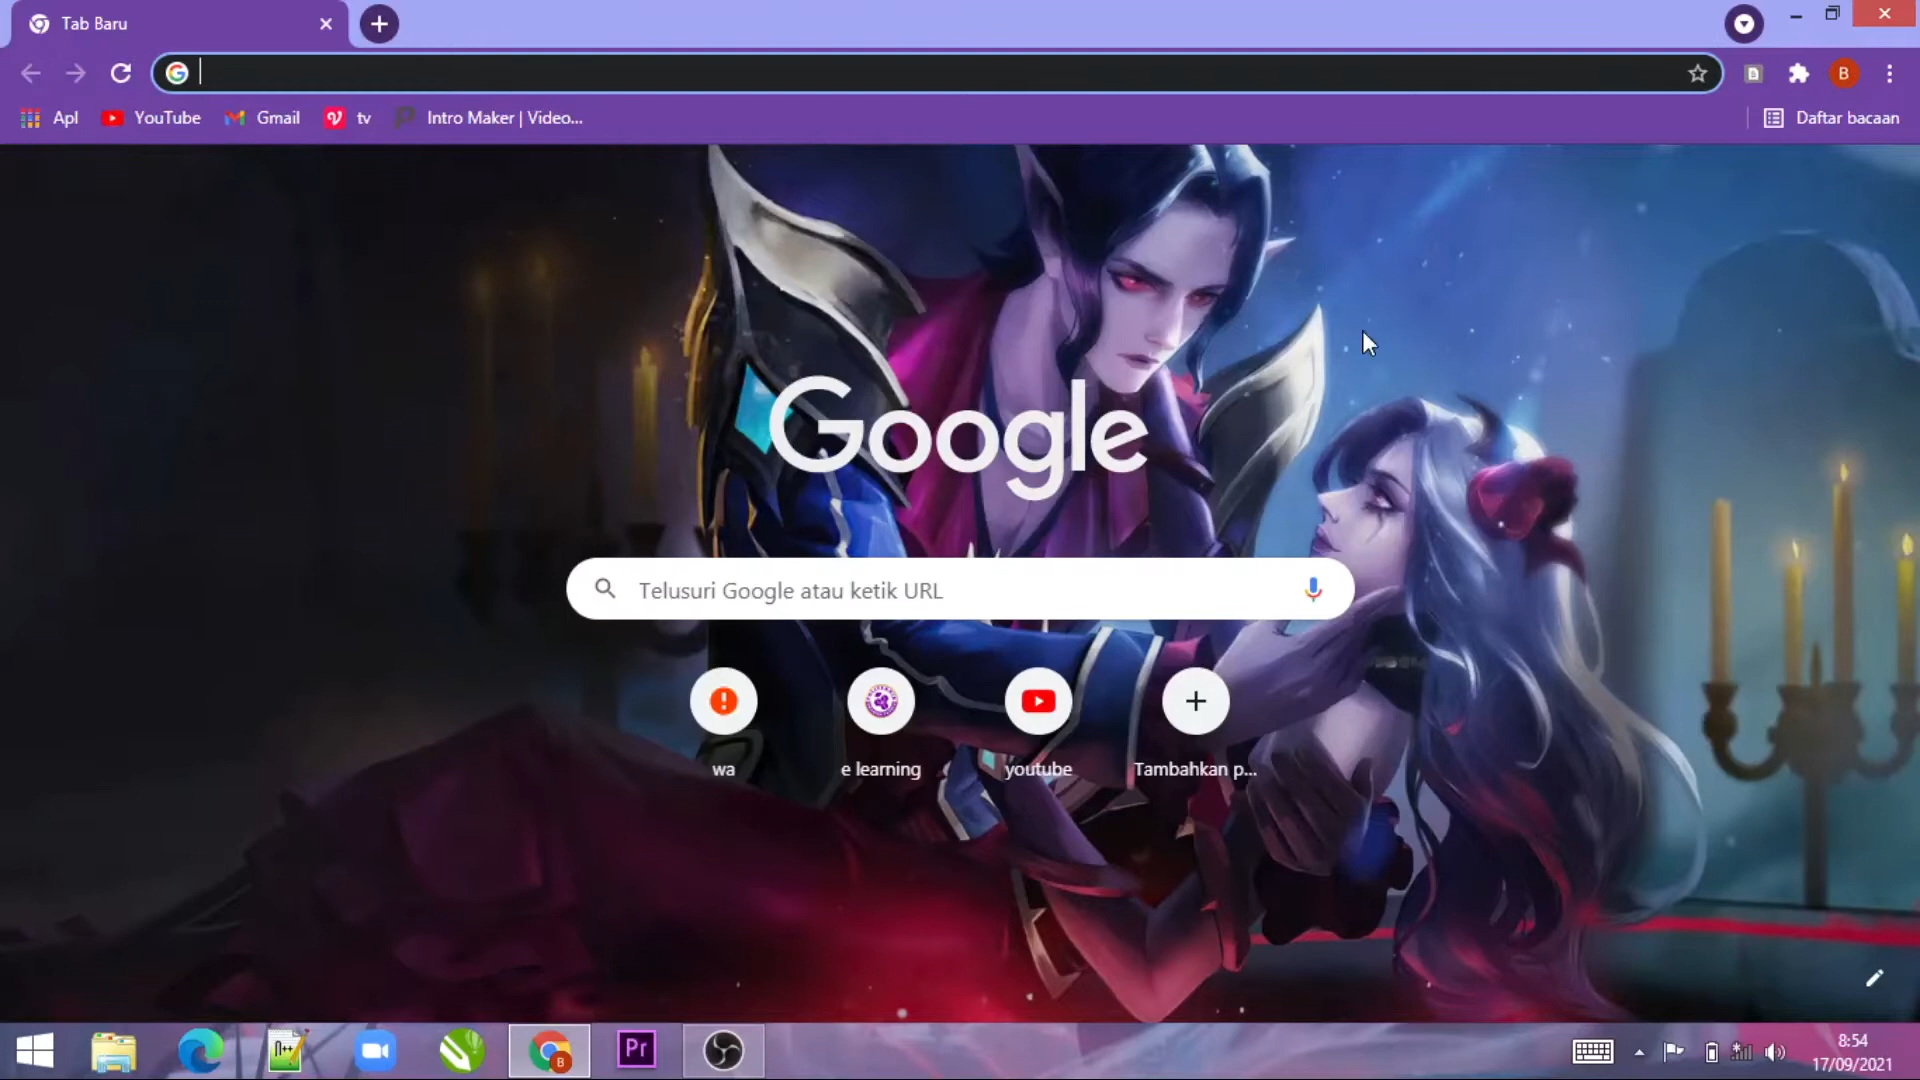 Tab Baru
Apl
YouTube
Gmail
tv
Intro Maker | Video...
Daftar bacaan
B
Google
Telusuri Google atau ketik URL
wa
e learning
youtube
Tambahkan p...
Pr
8:54
17/09/2021